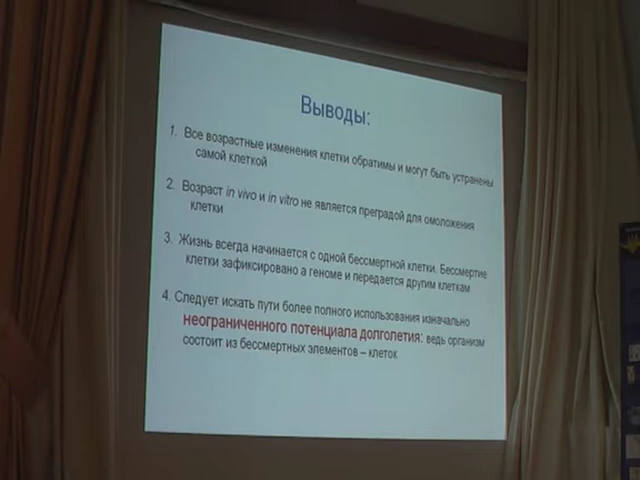 Выводы:
1. Все возрастные изменения клетки обратимы и могут быть устранены
самой клеткой
2. Возраст in vivo и in vitro не является преградой для омоложения
клетки
3. Жизнь всегда начинается с одной бессмертной клетки. Бессмертие
клетки зафиксировано а геноме и передается другим клеткам
4. Следует искать пути более полного использования изначально
неограниченного потенциала долголетия: ведь организм
состоит из бессмертных элементов – клеток